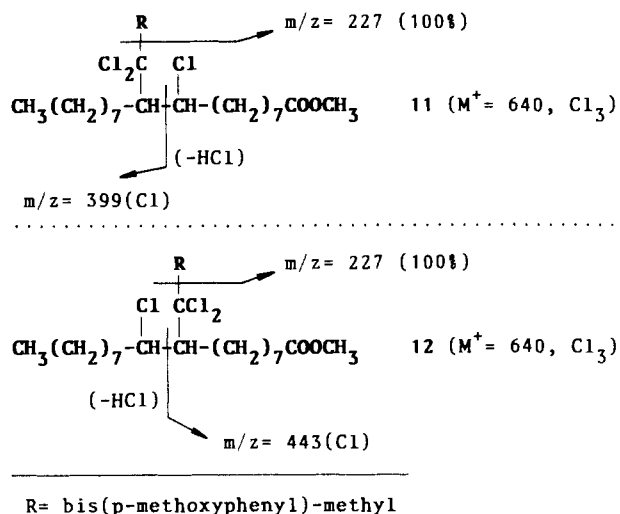 R
m/z= 227 (100%)
Cl2C Cl
CH3(CH2)7-CH-CH-(CH2)7COOCH3 11 (M+= 640, Cl3)
(-HCl)
m/z= 399(Cl)
R
m/z= 227 (100%)
Cl CCl2
CH3(CH2)7-CH-CH-(CH2)7COOCH3 12 (M+= 640, Cl3)
(-HCl)
m/z= 443(Cl)
R= bis(p-methoxyphenyl)-methyl